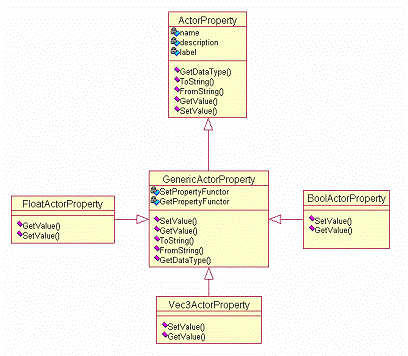 ActorProperty
name
description
label
GetDataType()
ToString()
FromString()
GetValue()
SetValue()
GenericActorProperty
SetPropertyFunctor
GetPropertyFunctor
SetValue()
GetValue()
ToString()
FromString()
GetDataType()
FloatActorProperty
GetValue()
SetValue()
BoolActorProperty
SetValue()
GetValue()
Vec3ActorProperty
SetValue()
GetValue()